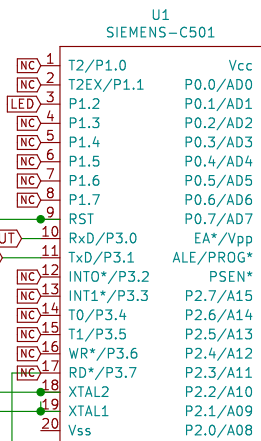 U1
SIEMENS-C501
NC 1 T2/P1.0 Vcc
NC 2 T2EX/P1.1 P0.0/AD0
LED 3 P1.2 P0.1/AD1
NC 4 P1.3 P0.2/AD2
NC 5 P1.4 P0.3/AD3
NC 6 P1.5 P0.4/AD4
NC 7 P1.6 P0.5/AD5
NC 8 P1.7 P0.6/AD6
9 RST P0.7/AD7
UT 10 RxD/P3.0 EA*/Vpp
11 TxD/P3.1 ALE/PROG*
NC 12 INT0*/P3.2 PSEN*
NC 13 INT1*/P3.3 P2.7/A15
NC 14 T0/P3.4 P2.6/A14
NC 15 T1/P3.5 P2.5/A13
NC 16 WR*/P3.6 P2.4/A12
NC 17 RD*/P3.7 P2.3/A11
18 XTAL2 P2.2/A10
19 XTAL1 P2.1/A09
20 Vss P2.0/A08